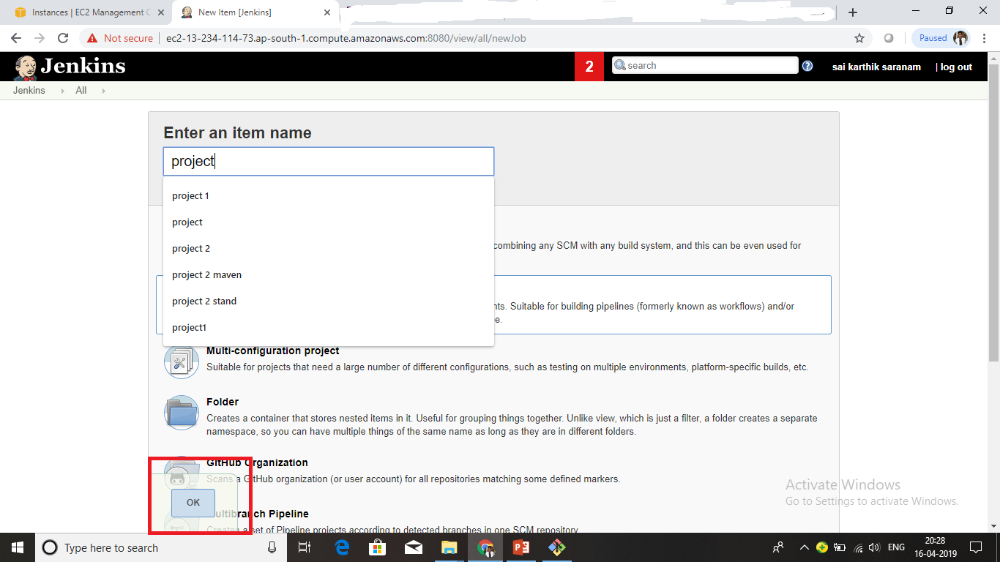 Instances | EC2 Management C
New Item [Jenkins]
Not secure
ec2-13-234-114-73.ap-south-1.compute.amazonaws.com:8080/view/all/newJob
Paused
Jenkins
2
search
sai karthik saranam
| log out
Jenkins
All
Enter an item name
project
project 1
project
project 2
project 2 maven
project 2 stand
project1
combining any SCM with any build system, and this can be even used for
nts. Suitable for building pipelines (formerly known as workflows) and/or
e.
Multi-configuration project
Suitable for projects that need a large number of different configurations, such as testing on multiple environments, platform-specific builds, etc.
Folder
Creates a container that stores nested items in it. Useful for grouping things together. Unlike view, which is just a filter, a folder creates a separate
namespace, so you can have multiple things of the same name as long as they are in different folders.
GitHub Organization
Scans a GitHub organization (or user account) for all repositories matching some defined markers.
OK
ultibranch Pipeline
Creates a set of Pipeline projects according to detected branches in one SCM repository
Activate Windows
Go to Settings to activate Windows.
Type here to search
ENG
20:28
16-04-2019